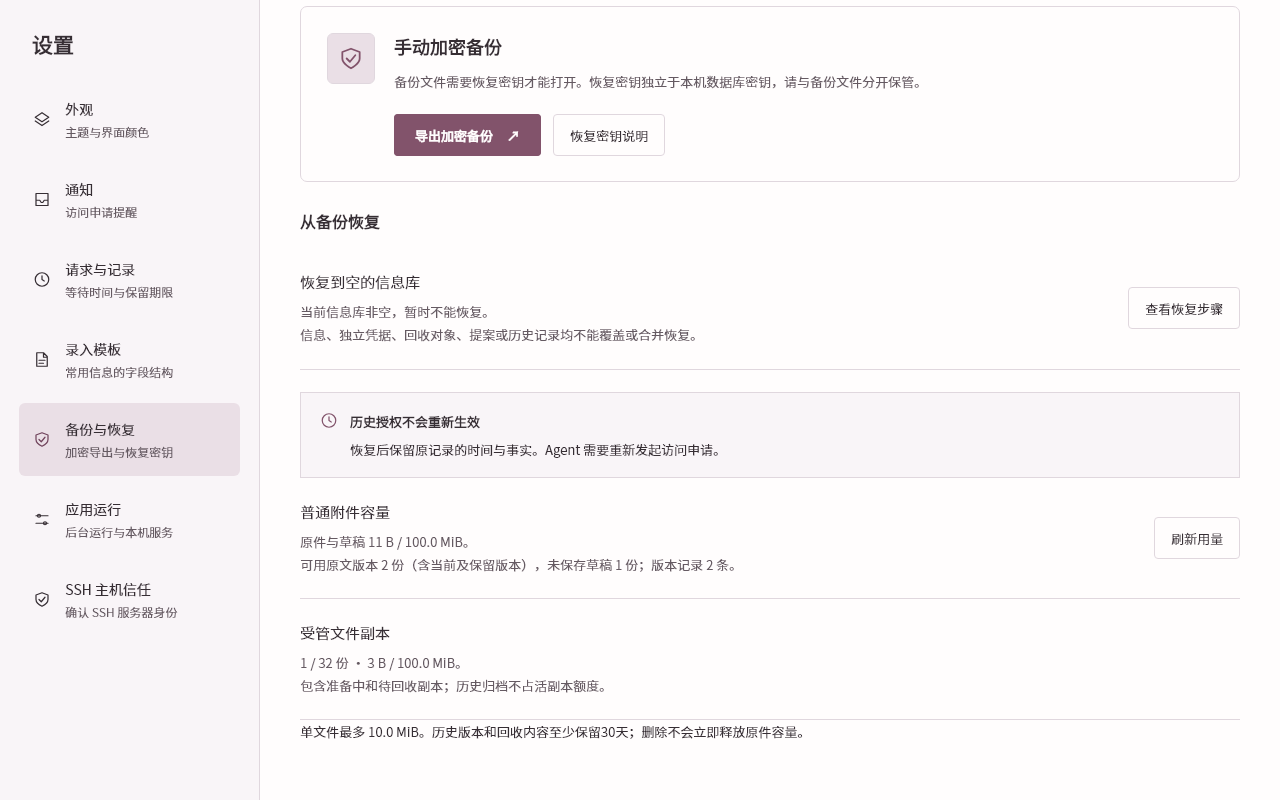 设置
外观
主题与界面颜色
通知
访问申请提醒
请求与记录
等待时间与保留期限
录入模板
常用信息的字段结构
备份与恢复
加密导出与恢复密钥
应用运行
后台运行与本机服务
SSH 主机信任
确认 SSH 服务器身份
手动加密备份
备份文件需要恢复密钥才能打开。恢复密钥独立于本机数据库密钥，请与备份文件分开保管。
导出加密备份 ↗
恢复密钥说明
从备份恢复
恢复到空的信息库
当前信息库非空，暂时不能恢复。
信息、独立凭据、回收对象、提案或历史记录均不能覆盖或合并恢复。
查看恢复步骤
历史授权不会重新生效
恢复后保留原记录的时间与事实。Agent 需要重新发起访问申请。
普通附件容量
原件与草稿 11 B / 100.0 MiB。
可用原文版本 2 份（含当前及保留版本），未保存草稿 1 份；版本记录 2 条。
刷新用量
受管文件副本
1 / 32 份 · 3 B / 100.0 MiB。
包含准备中和待回收副本；历史归档不占活副本额度。
单文件最多 10.0 MiB。历史版本和回收内容至少保留30天；删除不会立即释放原件容量。